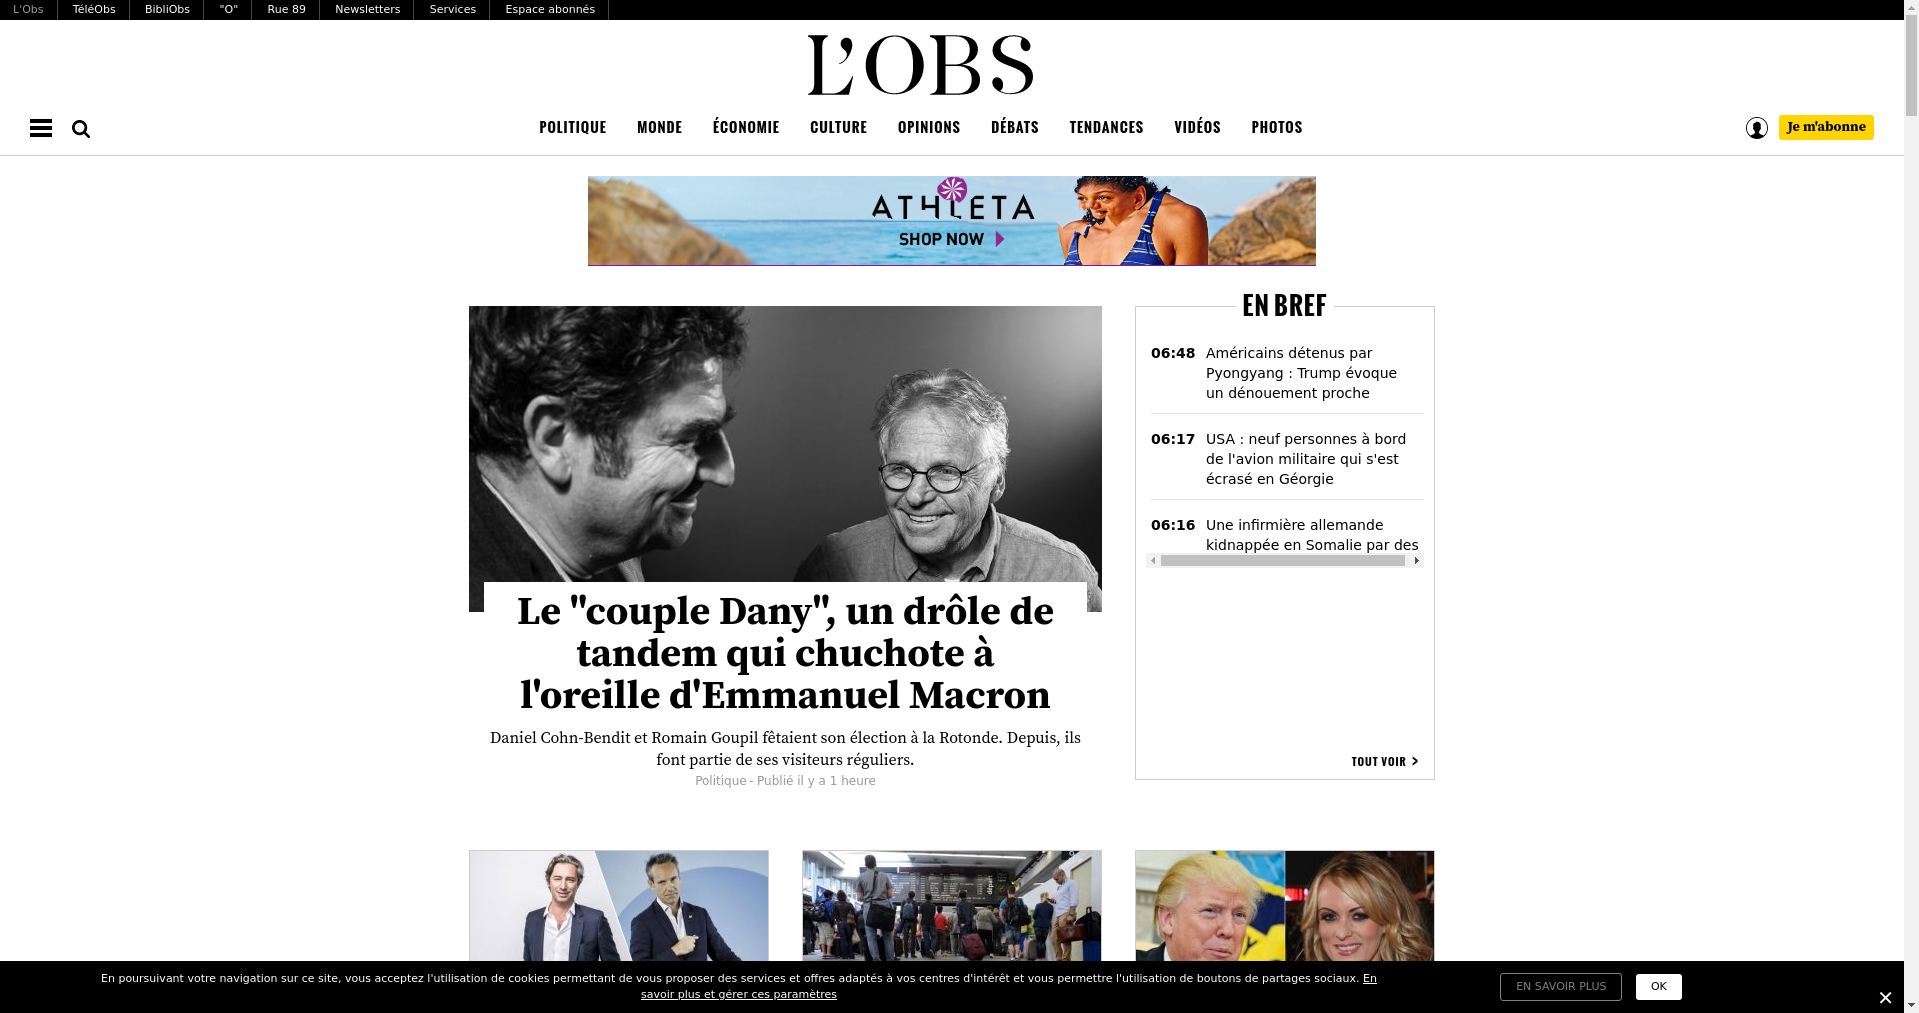 L'Obs
TéléObs
BibliObs
"O"
Rue 89
Newsletters
Services
Espace abonnés
L'OBS
POLITIQUE
MONDE
ÉCONOMIE
CULTURE
OPINIONS
DÉBATS
TENDANCES
VIDÉOS
PHOTOS
Je m'abonne
ATHLETA
SHOP NOW
Le "couple Dany", un drôle de
tandem qui chuchote à
l'oreille d'Emmanuel Macron
Daniel Cohn-Bendit et Romain Goupil fêtaient son élection à la Rotonde. Depuis, ils
font partie de ses visiteurs réguliers.
Politique - Publié il y a 1 heure
EN BREF
06:48 Américains détenus par
Pyongyang : Trump évoque
un dénouement proche
06:17 USA : neuf personnes à bord
de l'avion militaire qui s'est
écrasé en Géorgie
06:16 Une infirmière allemande
kidnappée en Somalie par des
TOUT VOIR >
En poursuivant votre navigation sur ce site, vous acceptez l'utilisation de cookies permettant de vous proposer des services et offres adaptés à vos centres d'intérêt et vous permettre l'utilisation de boutons de partages sociaux. En
savoir plus et gérer ces paramètres
EN SAVOIR PLUS
OK